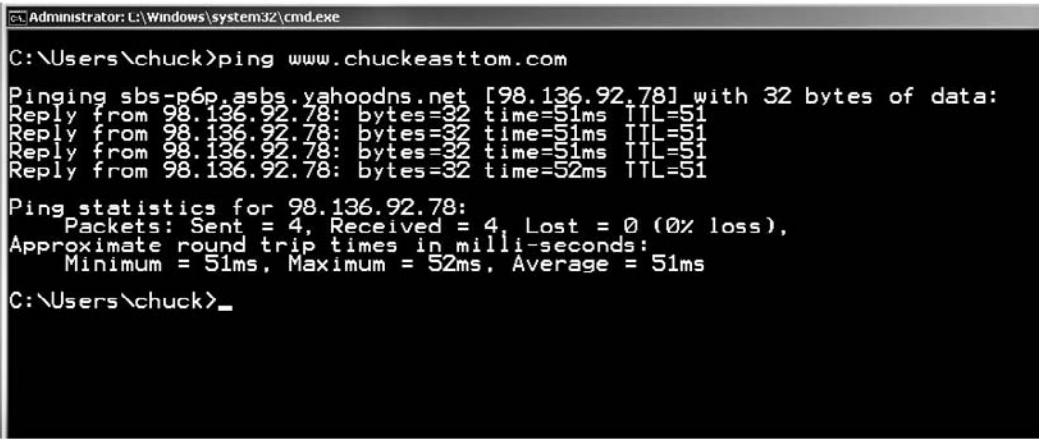 Administrator: C:\Windows\system32\cmd.exe
C:\Users\chuck>ping www.chuckeasttom.com
Pinging sbs-p6p.asbs.yahoodns.net [98.136.92.78] with 32 bytes of data:
Reply from 98.136.92.78: bytes=32 time=51ms TTL=51
Reply from 98.136.92.78: bytes=32 time=51ms TTL=51
Reply from 98.136.92.78: bytes=32 time=51ms TTL=51
Reply from 98.136.92.78: bytes=32 time=52ms TTL=51
Ping statistics for 98.136.92.78:
Packets: Sent = 4, Received = 4, Lost = 0 (0% loss),
Approximate round trip times in milli-seconds:
Minimum = 51ms, Maximum = 52ms, Average = 51ms
C:\Users\chuck>_